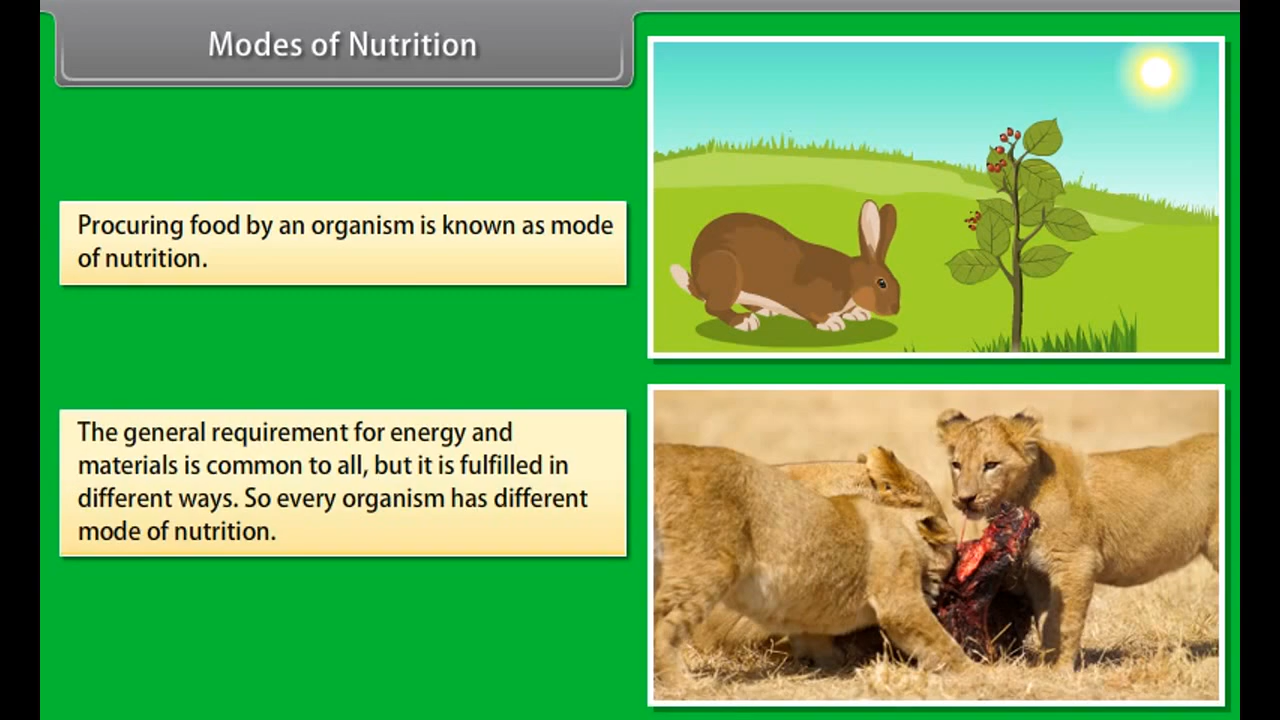 Modes of Nutrition
Procuring food by an organism is known as mode
of nutrition.
The general requirement for energy and
materials is common to all, but it is fulfilled in
different ways. So every organism has different
mode of nutrition.